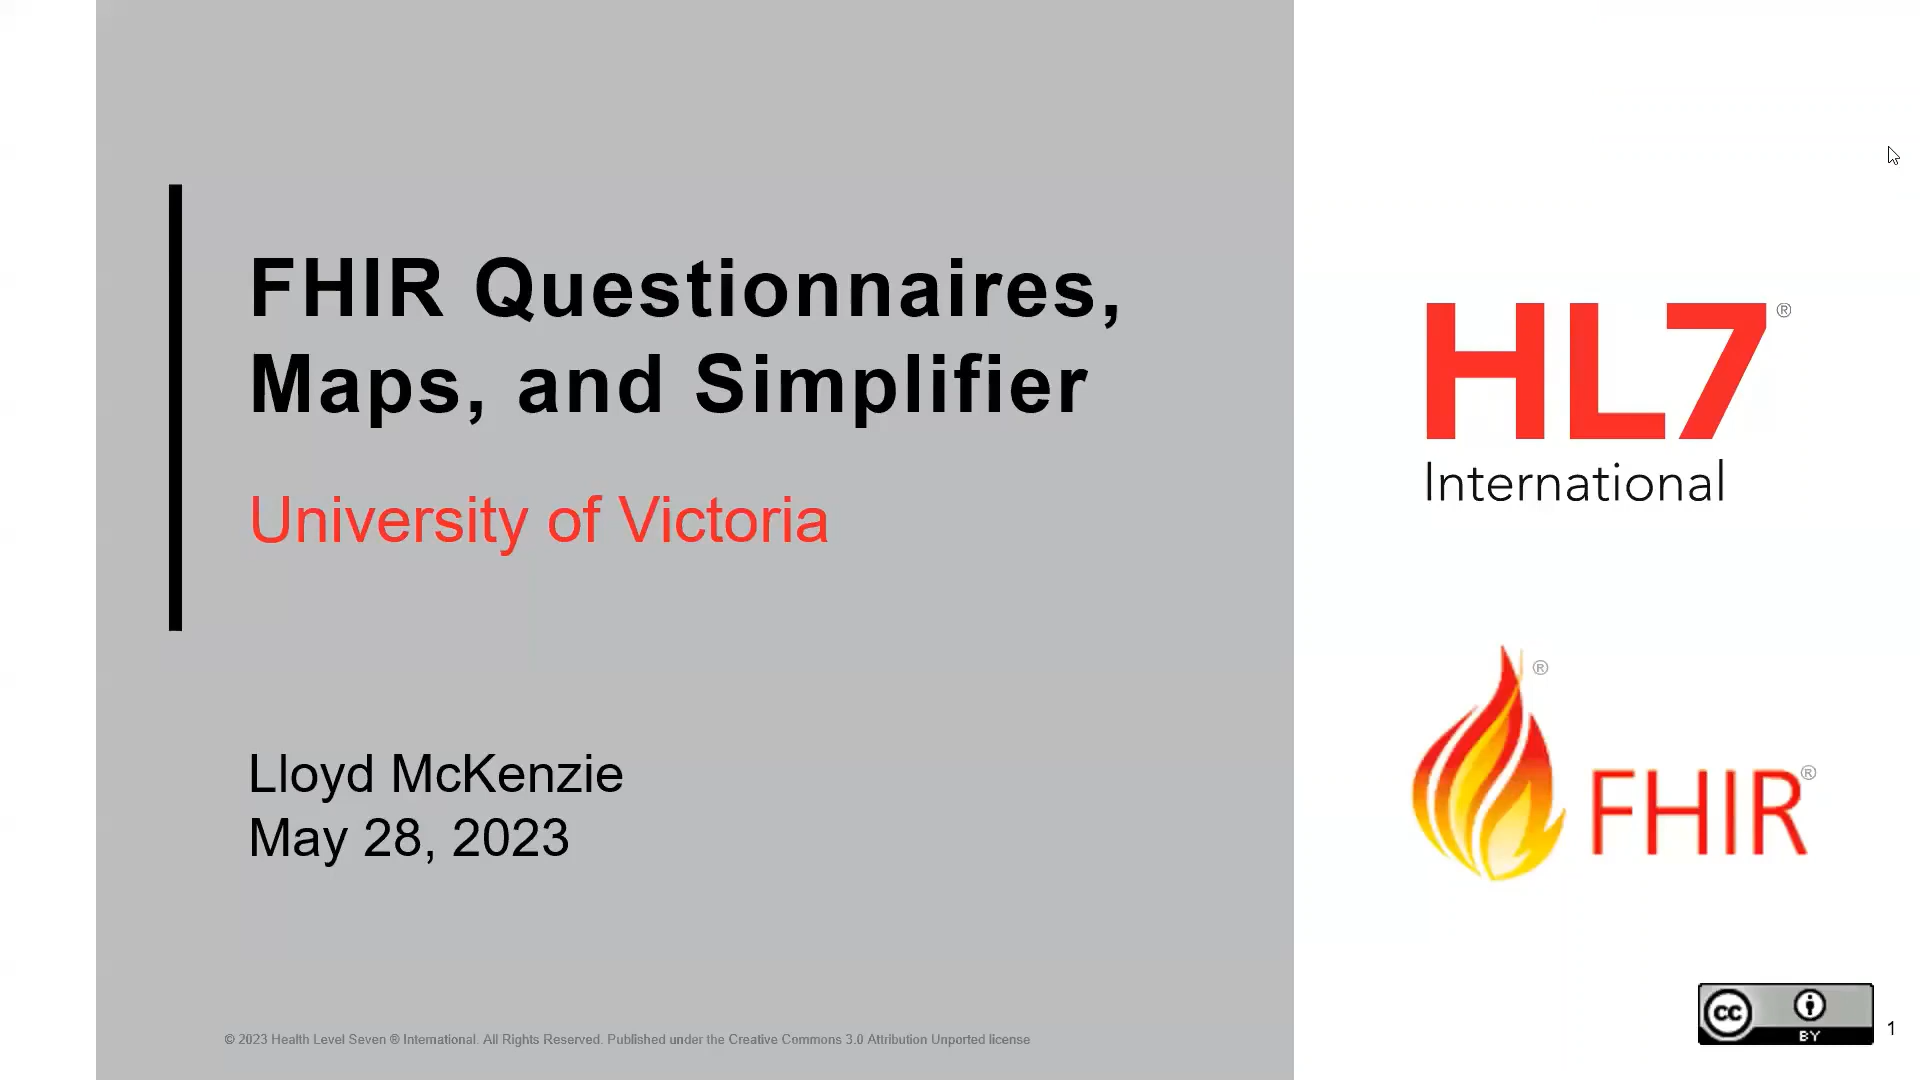 FHIR Questionnaires,
Maps, and Simplifier
University of Victoria
Lloyd McKenzie
May 28, 2023
© 2023 Health Level Seven ® International. All Rights Reserved. Published under the Creative Commons 3.0 Attribution Unported license
HL7®
International
®
FHIR®
cc
BY
1